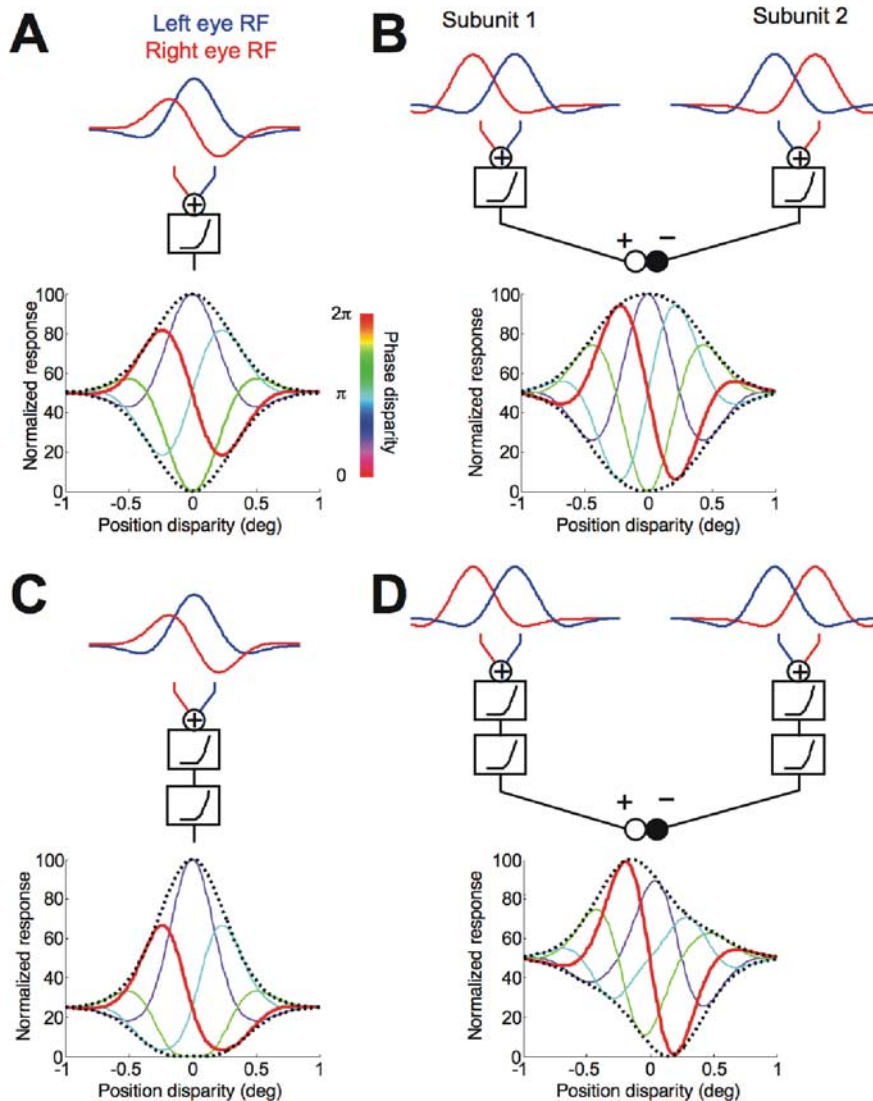 A
Left eye RF
Right eye RF
+
Normalized response
100
80
60
40
20
0
-1
-0.5
0
0.5
1
Position disparity (deg)
2π
π
0
Phase disparity
B
Subunit 1
Subunit 2
+
+
+ −
Normalized response
100
80
60
40
20
0
-1
-0.5
0
0.5
1
Position disparity (deg)
C
+
Normalized response
100
80
60
40
20
0
-1
-0.5
0
0.5
1
Position disparity (deg)
D
+
+
+ −
Normalized response
100
80
60
40
20
0
-1
-0.5
0
0.5
1
Position disparity (deg)